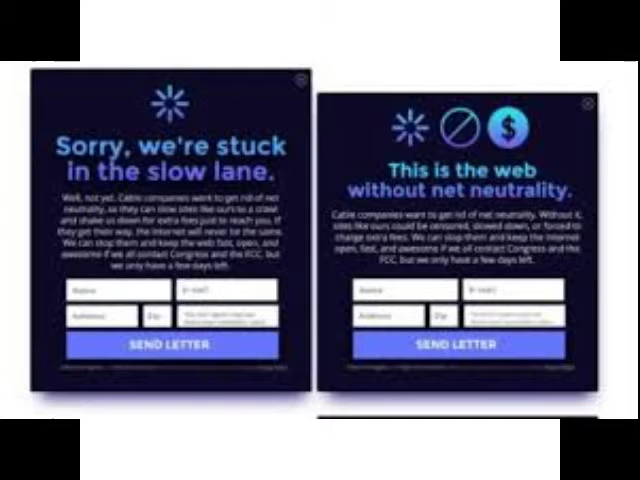 Sorry, we're stuck
in the slow lane.
Well, not yet. Cable companies want to get rid of net
neutrality, so they can slow sites like ours to a crawl
and shake us down for extra fees just to reach you. If
they get their way, the Internet will never be the same.
We can stop them and keep the web fast, open, and
awesome if we all contact Congress and the FCC, but
we only have a few days left.
Name
E-mail
Address
Zip
SEND LETTER
$
This is the web
without net neutrality.
Cable companies want to get rid of net neutrality. Without it,
sites like ours could be censored, slowed down, or forced to
charge extra fees. We can stop them and keep the Internet
open, fast, and awesome if we all contact Congress and the
FCC, but we only have a few days left.
Name
E-mail
Address
Zip
SEND LETTER